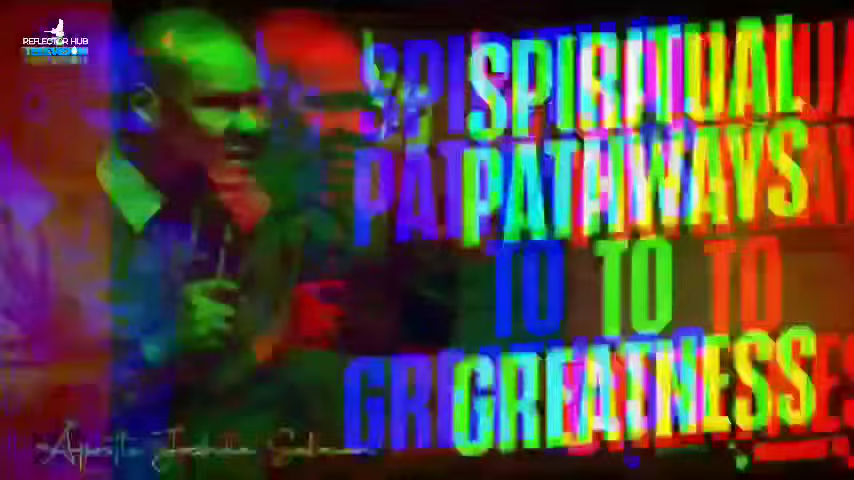 REFLECTOR HUB
SPIRITUAL
PATHWAYS
TO
GREATNESS